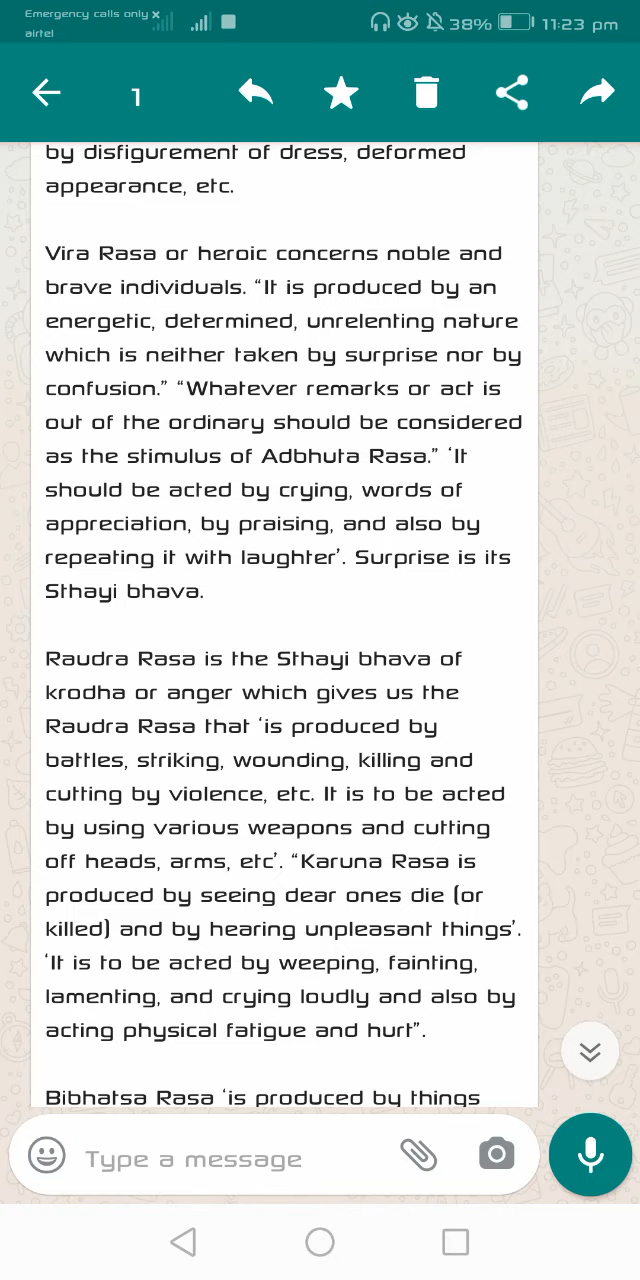 Emergency calls only
airtel
38% 11:23 pm
1
by disfigurement of dress, deformed
appearance, etc.
Vira Rasa or heroic concerns noble and
brave individuals. “It is produced by an
energetic, determined, unrelenting nature
which is neither taken by surprise nor by
confusion.” “Whatever remarks or act is
out of the ordinary should be considered
as the stimulus of Adbhuta Rasa.” ‘It
should be acted by crying, words of
appreciation, by praising, and also by
repeating it with laughter’. Surprise is its
Sthayi bhava.
Raudra Rasa is the Sthayi bhava of
krodha or anger which gives us the
Raudra Rasa that ‘is produced by
battles, striking, wounding, killing and
cutting by violence, etc. It is to be acted
by using various weapons and cutting
off heads, arms, etc’. “Karuna Rasa is
produced by seeing dear ones die (or
killed) and by hearing unpleasant things’.
‘It is to be acted by weeping, fainting,
lamenting, and crying loudly and also by
acting physical fatigue and hurt”.
Bibhatsa Rasa ‘is produced by things
Type a message